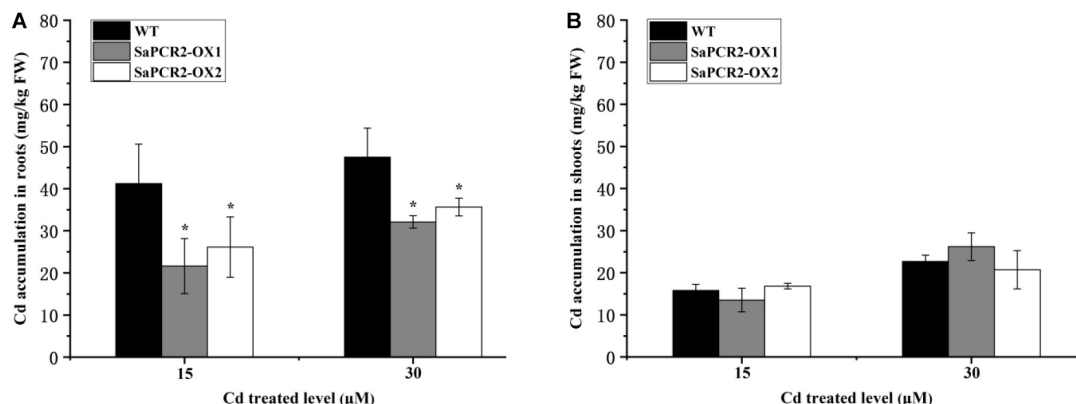 A
Cd accumulation in roots (mg/kg FW)
80
70
60
50
40
30
20
10
0
WT
SaPCR2-OX1
SaPCR2-OX2
*
*
*
*
15
30
Cd treated level (μM)
B
Cd accumulation in shoots (mg/kg FW)
80
70
60
50
40
30
20
10
0
WT
SaPCR2-OX1
SaPCR2-OX2
15
30
Cd treated level (μM)